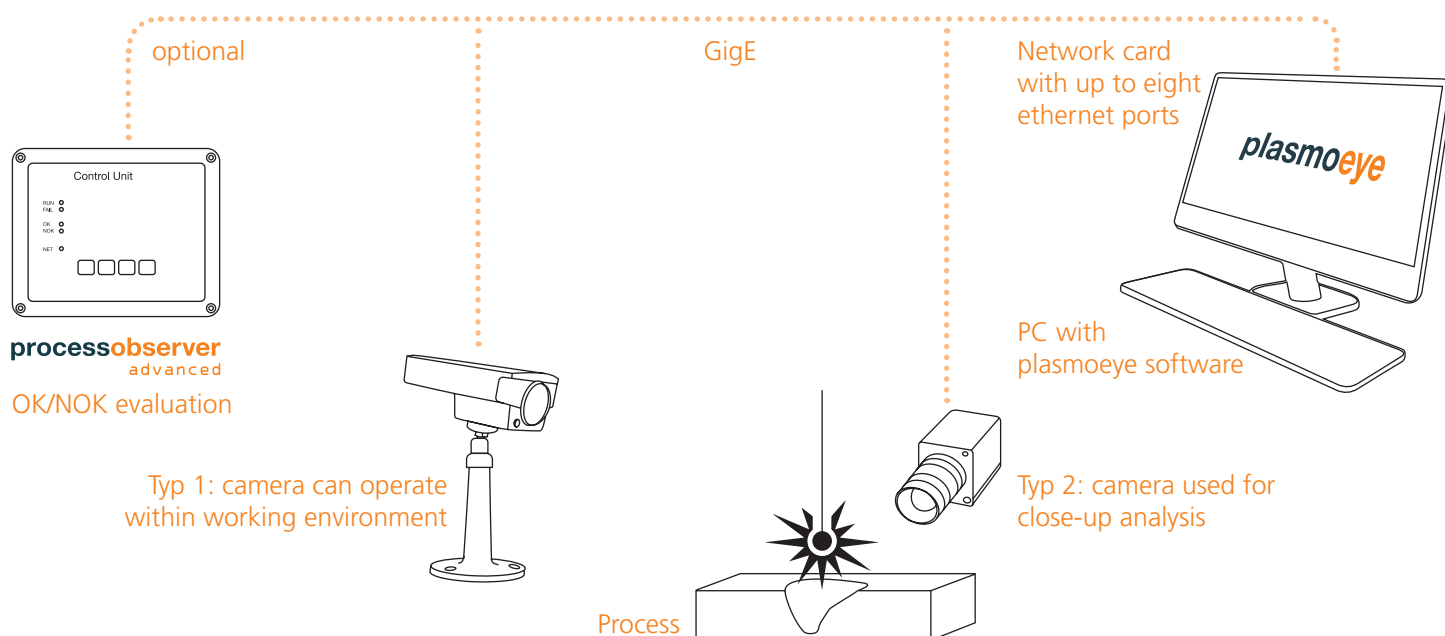 optional
GigE
Network card
with up to eight
ethernet ports
Control Unit
RUN
FAIL
OK
NOK
NET
plasmoeye
processobserver
advanced
OK/NOK evaluation
PC with
plasmoeye software
Typ 1: camera can operate
within working environment
Typ 2: camera used for
close-up analysis
Process